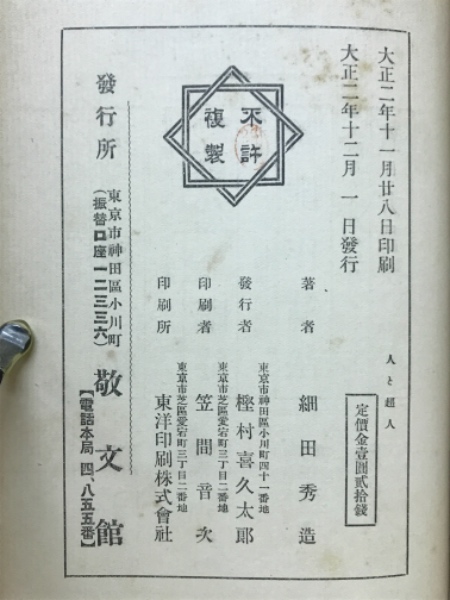 大正二年十一月廿八日印刷
大正二年十二月一日發行
人と超人
定價金壹圓貳拾錢
不許
複製
著者　細田秀造
東京市神田區小川町四十一番地
發行者　樫村喜久太郞
東京市芝區愛宕町三丁目二番地
印刷者　笠間音次
東京市芝區愛宕町三丁目二番地
印刷所　東洋印刷株式會社
發行所　東京市神田區小川町　敬文館
(振替口座一二三三六)
【電話本局 四、八五五番】